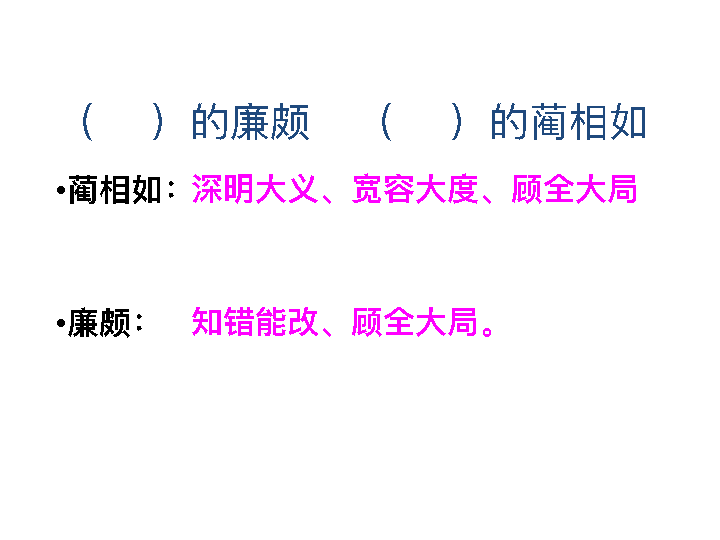 （　）的廉颇　（　）的蔺相如
•蔺相如：深明大义、宽容大度、顾全大局
•廉颇：　知错能改、顾全大局。